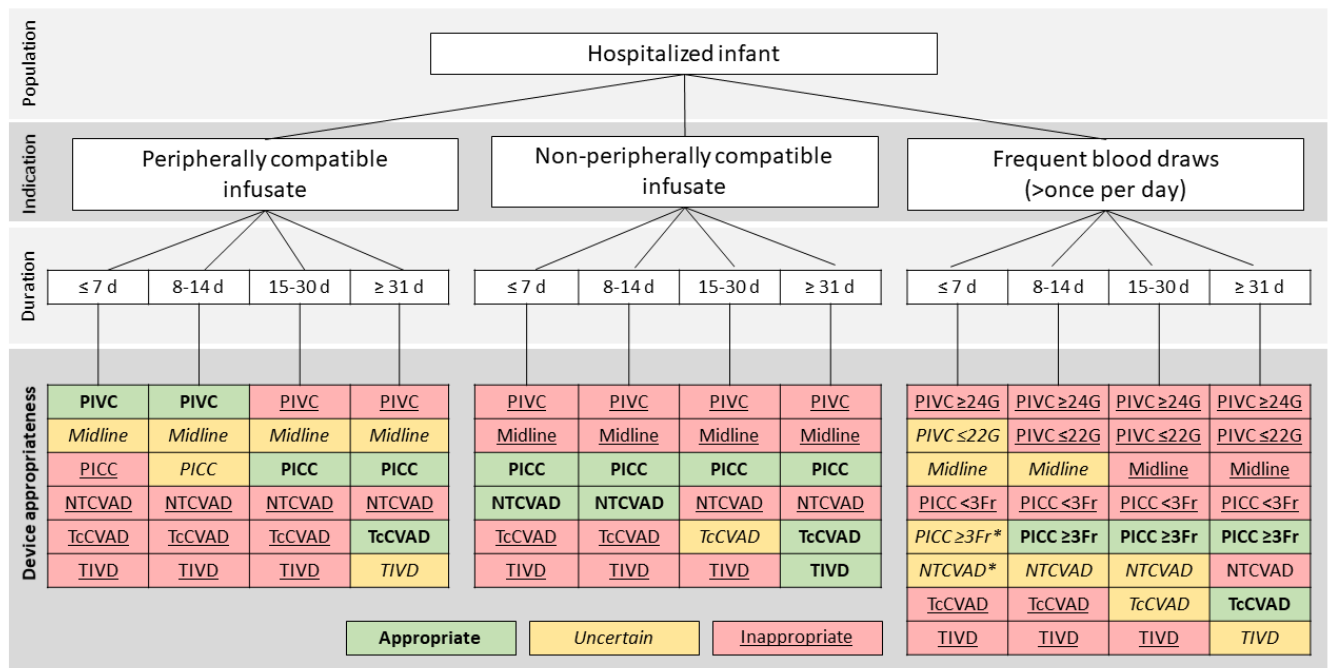 Population
Hospitalized infant
Indication
Peripherally compatible
infusate
Non-peripherally compatible
infusate
Frequent blood draws
(>once per day)
Duration
≤ 7 d 8-14 d 15-30 d ≥ 31 d
≤ 7 d 8-14 d 15-30 d ≥ 31 d
≤ 7 d 8-14 d 15-30 d ≥ 31 d
Device appropriateness
PIVC PIVC PIVC PIVC
Midline Midline Midline Midline
PICC PICC PICC PICC
NTCVAD NTCVAD NTCVAD NTCVAD
TcCVAD TcCVAD TcCVAD TcCVAD
TIVD TIVD TIVD TIVD
PIVC PIVC PIVC PIVC
Midline Midline Midline Midline
PICC PICC PICC PICC
NTCVAD NTCVAD NTCVAD NTCVAD
TcCVAD TcCVAD TcCVAD TcCVAD
TIVD TIVD TIVD TIVD
PIVC ≥24G PIVC ≥24G PIVC ≥24G PIVC ≥24G
PIVC ≤22G PIVC ≤22G PIVC ≤22G PIVC ≤22G
Midline Midline Midline Midline
PICC <3Fr PICC <3Fr PICC <3Fr PICC <3Fr
PICC ≥3Fr* PICC ≥3Fr PICC ≥3Fr PICC ≥3Fr
NTCVAD* NTCVAD NTCVAD NTCVAD
TcCVAD TcCVAD TcCVAD TcCVAD
TIVD TIVD TIVD TIVD
Appropriate Uncertain Inappropriate